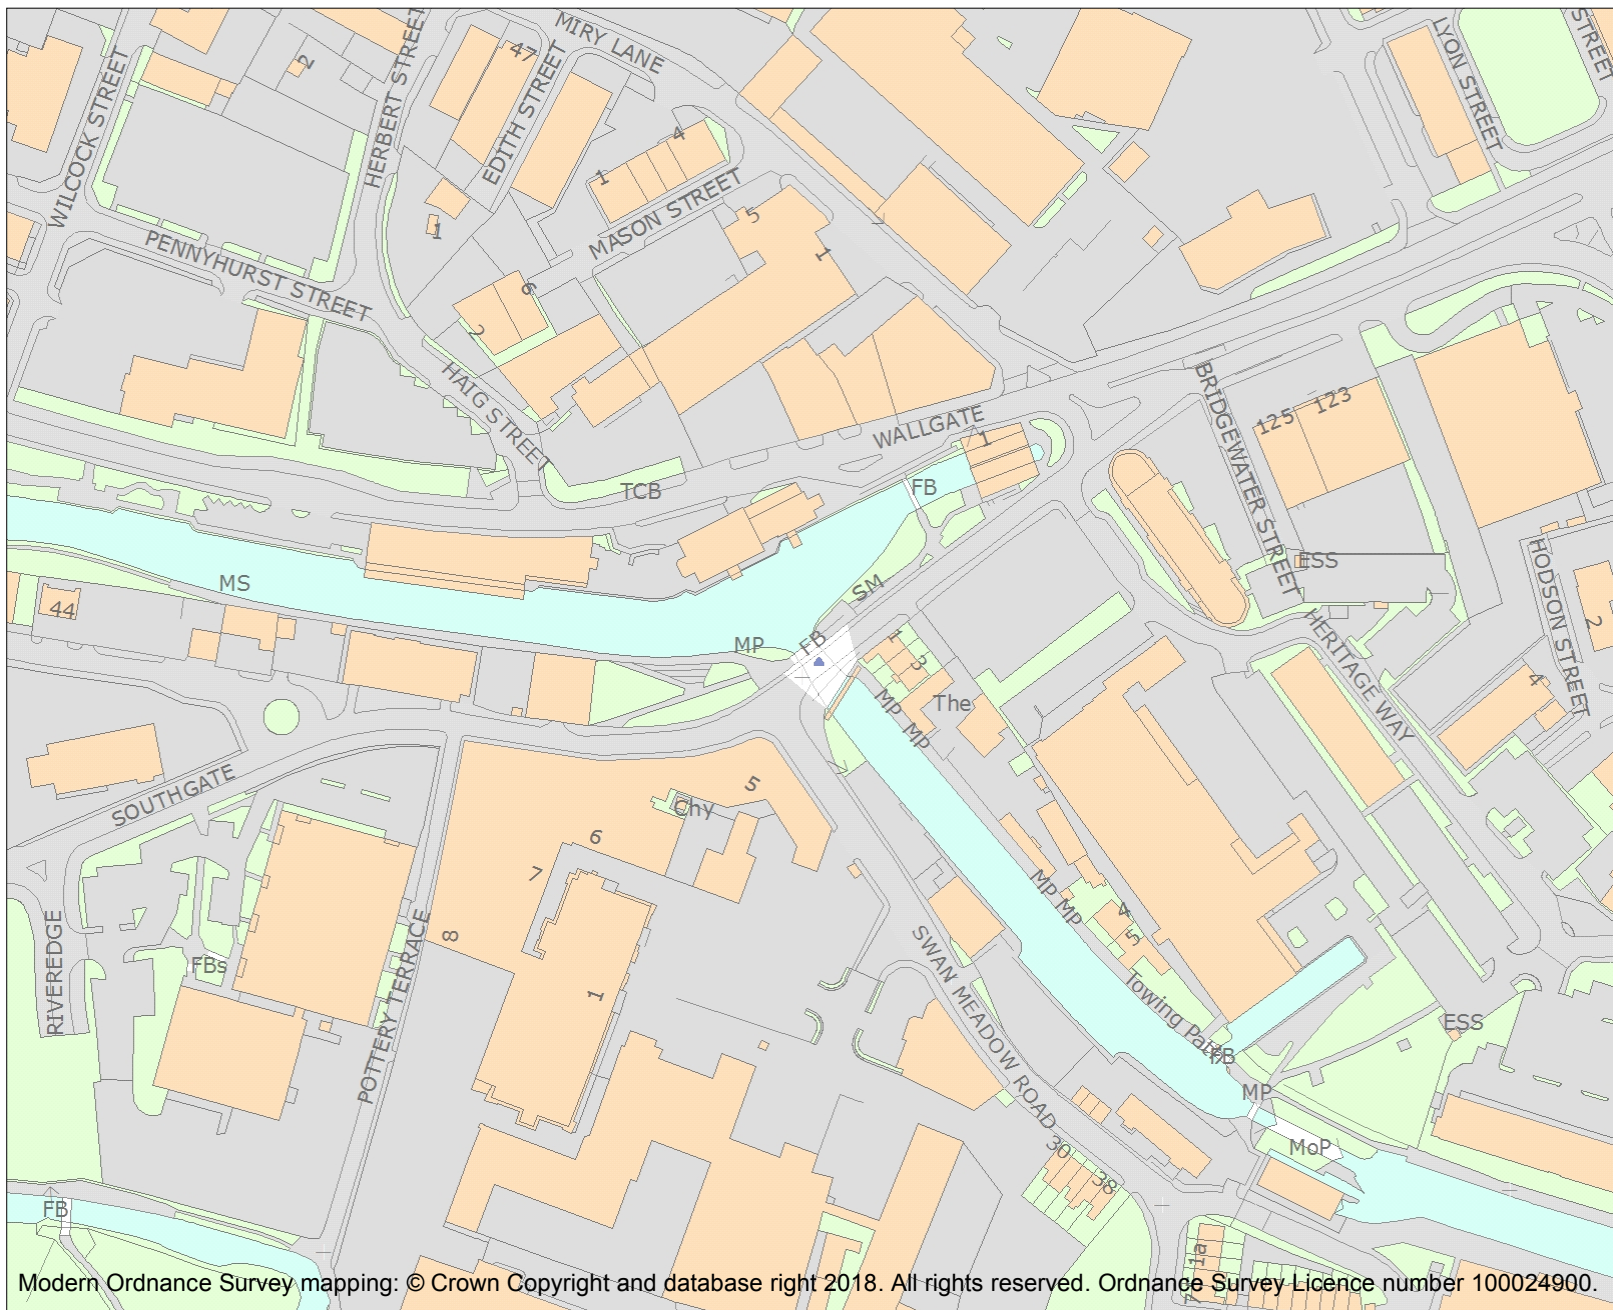 MIRY LANE
LYON STREET
STREET
WILCOCK STREET
2
HERBERT STREET
47
EDITH STREET
4
1
MASON STREET
5
1
1
PENNYHURST STREET
6
2
HAIG STREET
WALLGATE
1
BRIDGEWATER STREET
125
123
TCB
FB
ESS
HODSON STREET
2
MS
44
SM
MP
FB
1
3
The
MP MP
HERITAGE WAY
4
SOUTHGATE
5
Chy
6
7
8
MP MP
4
5
RIVEREDGE
FBs
POTTERY TERRACE
1
SWAN MEADOW ROAD
Towing Path
FB
ESS
MP
MoP
30
38
FB
1a
7
Modern Ordnance Survey mapping: © Crown Copyright and database right 2018. All rights reserved. Ordnance Survey Licence number 100024900.